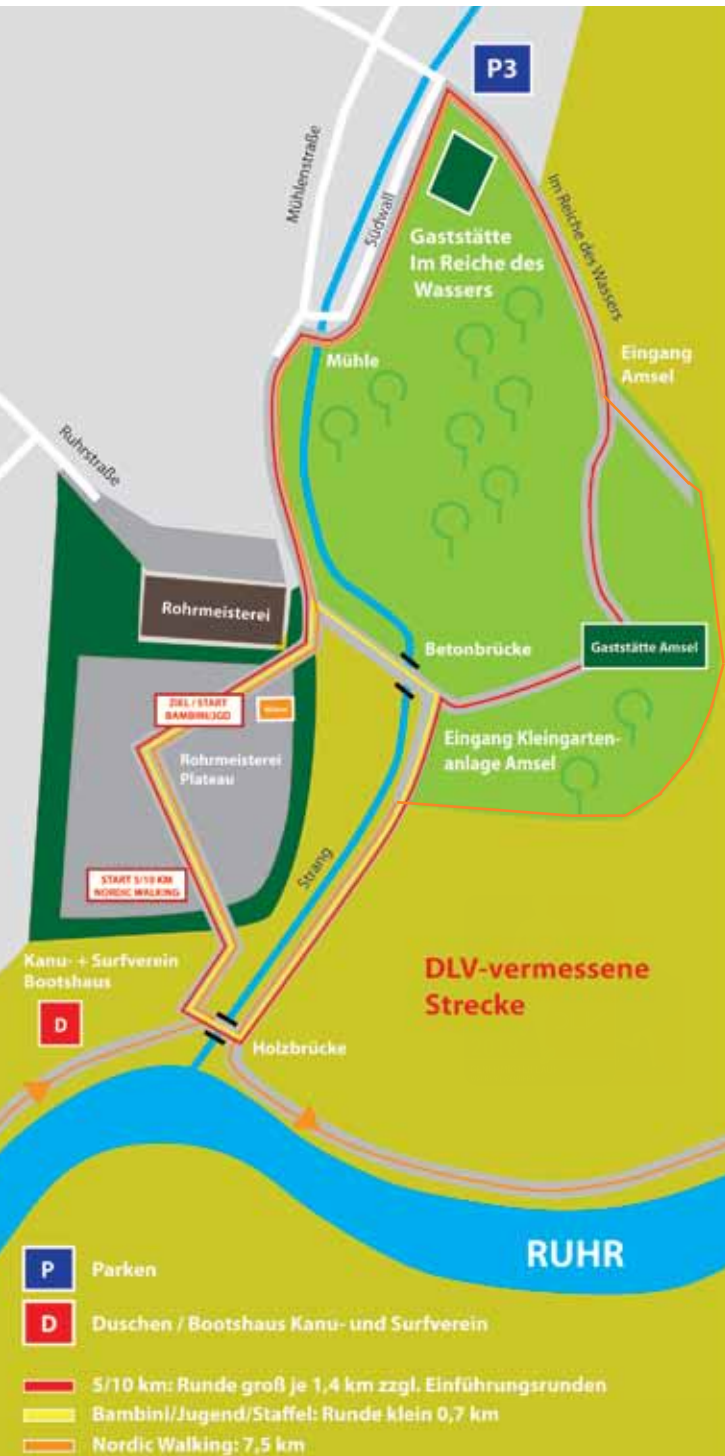 P3
Mühlenstraße
Südwall
Im Reiche des Wassers
Gaststätte
Im Reiche des
Wassers
Eingang
Amsel
Mühle
Ruhrstraße
Rohrmeisterei
Betonbrücke
Gaststätte Amsel
ZIEL / START
BAMBINI/JGD
Rohrmeisterei
Plateau
Eingang Kleingarten-
anlage Amsel
START 5/10 KM
NORDIC WALKING
Strang
Kanu- + Surfverein
Bootshaus
D
DLV-vermessene
Strecke
Holzbrücke
RUHR
P Parken
D Duschen / Bootshaus Kanu- und Surfverein
5/10 km: Runde groß je 1,4 km zzgl. Einführungsrunden
Bambini/Jugend/Staffel: Runde klein 0,7 km
Nordic Walking: 7,5 km